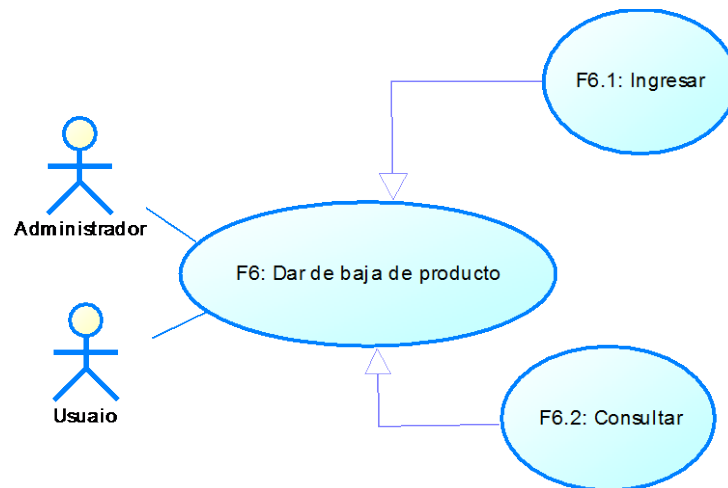 F6.1: Ingresar
Administrador
F6: Dar de baja de producto
Usuaio
F6.2: Consultar